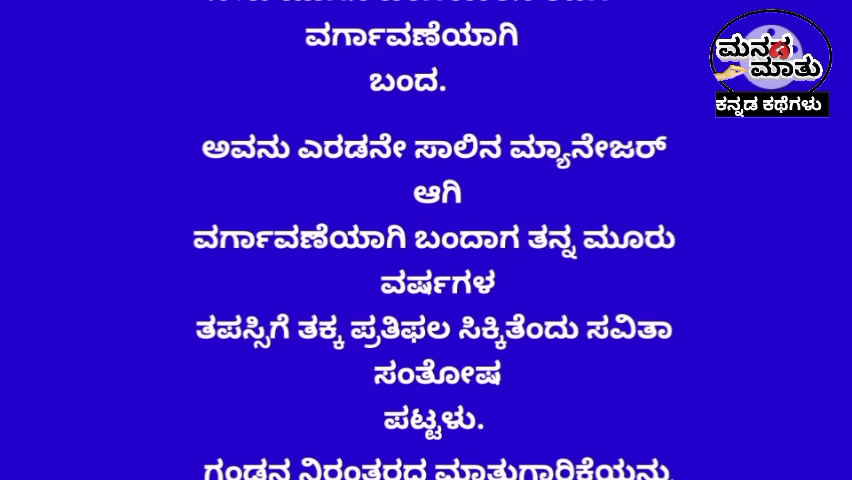 ವರ್ಗಾವಣೆಯಾಗಿ
ಬಂದ.
ಅವನು ಎರಡನೇ ಸಾಲಿನ ಮ್ಯಾನೇಜರ್
ಆಗಿ
ವರ್ಗಾವಣೆಯಾಗಿ ಬಂದಾಗ ತನ್ನ ಮೂರು
ವರ್ಷಗಳ
ತಪಸ್ಸಿಗೆ ತಕ್ಕ ಪ್ರತಿಫಲ ಸಿಕ್ಕಿತೆಂದು ಸವಿತಾ
ಸಂತೋಷ
ಪಟ್ಟಳು.
ಗಂಡನ ನಿರಂತರದ ಮಾತುಗಾರಿಕೆಯನ್ನು
ಮನದ
ಮಾತು
ಕನ್ನಡ ಕಥೆಗಳು